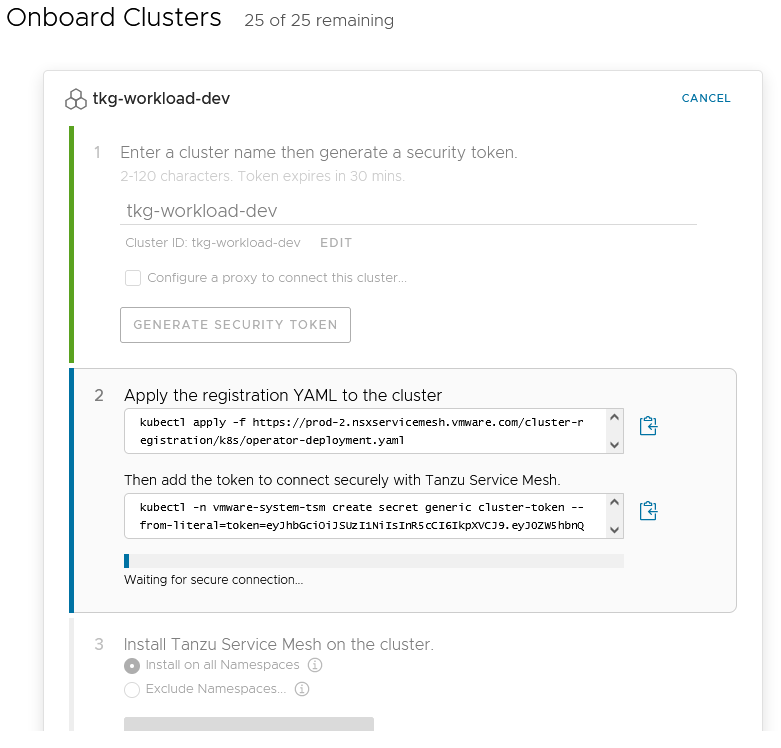 Onboard Clusters 25 of 25 remaining
tkg-workload-dev CANCEL
1 Enter a cluster name then generate a security token.
2-120 characters. Token expires in 30 mins.
tkg-workload-dev
Cluster ID: tkg-workload-dev EDIT
Configure a proxy to connect this cluster...
GENERATE SECURITY TOKEN
2 Apply the registration YAML to the cluster
kubectl apply -f https://prod-2.nsxservicemesh.vmware.com/cluster-r
egistration/k8s/operator-deployment.yaml
Then add the token to connect securely with Tanzu Service Mesh.
kubectl -n vmware-system-tsm create secret generic cluster-token --
from-literal=token=eyJhbGciOiJSUzI1NiIsInR5cCI6IkpXVCJ9.eyJOZW5hbnQ
Waiting for secure connection...
3 Install Tanzu Service Mesh on the cluster.
Install on all Namespaces
Exclude Namespaces...